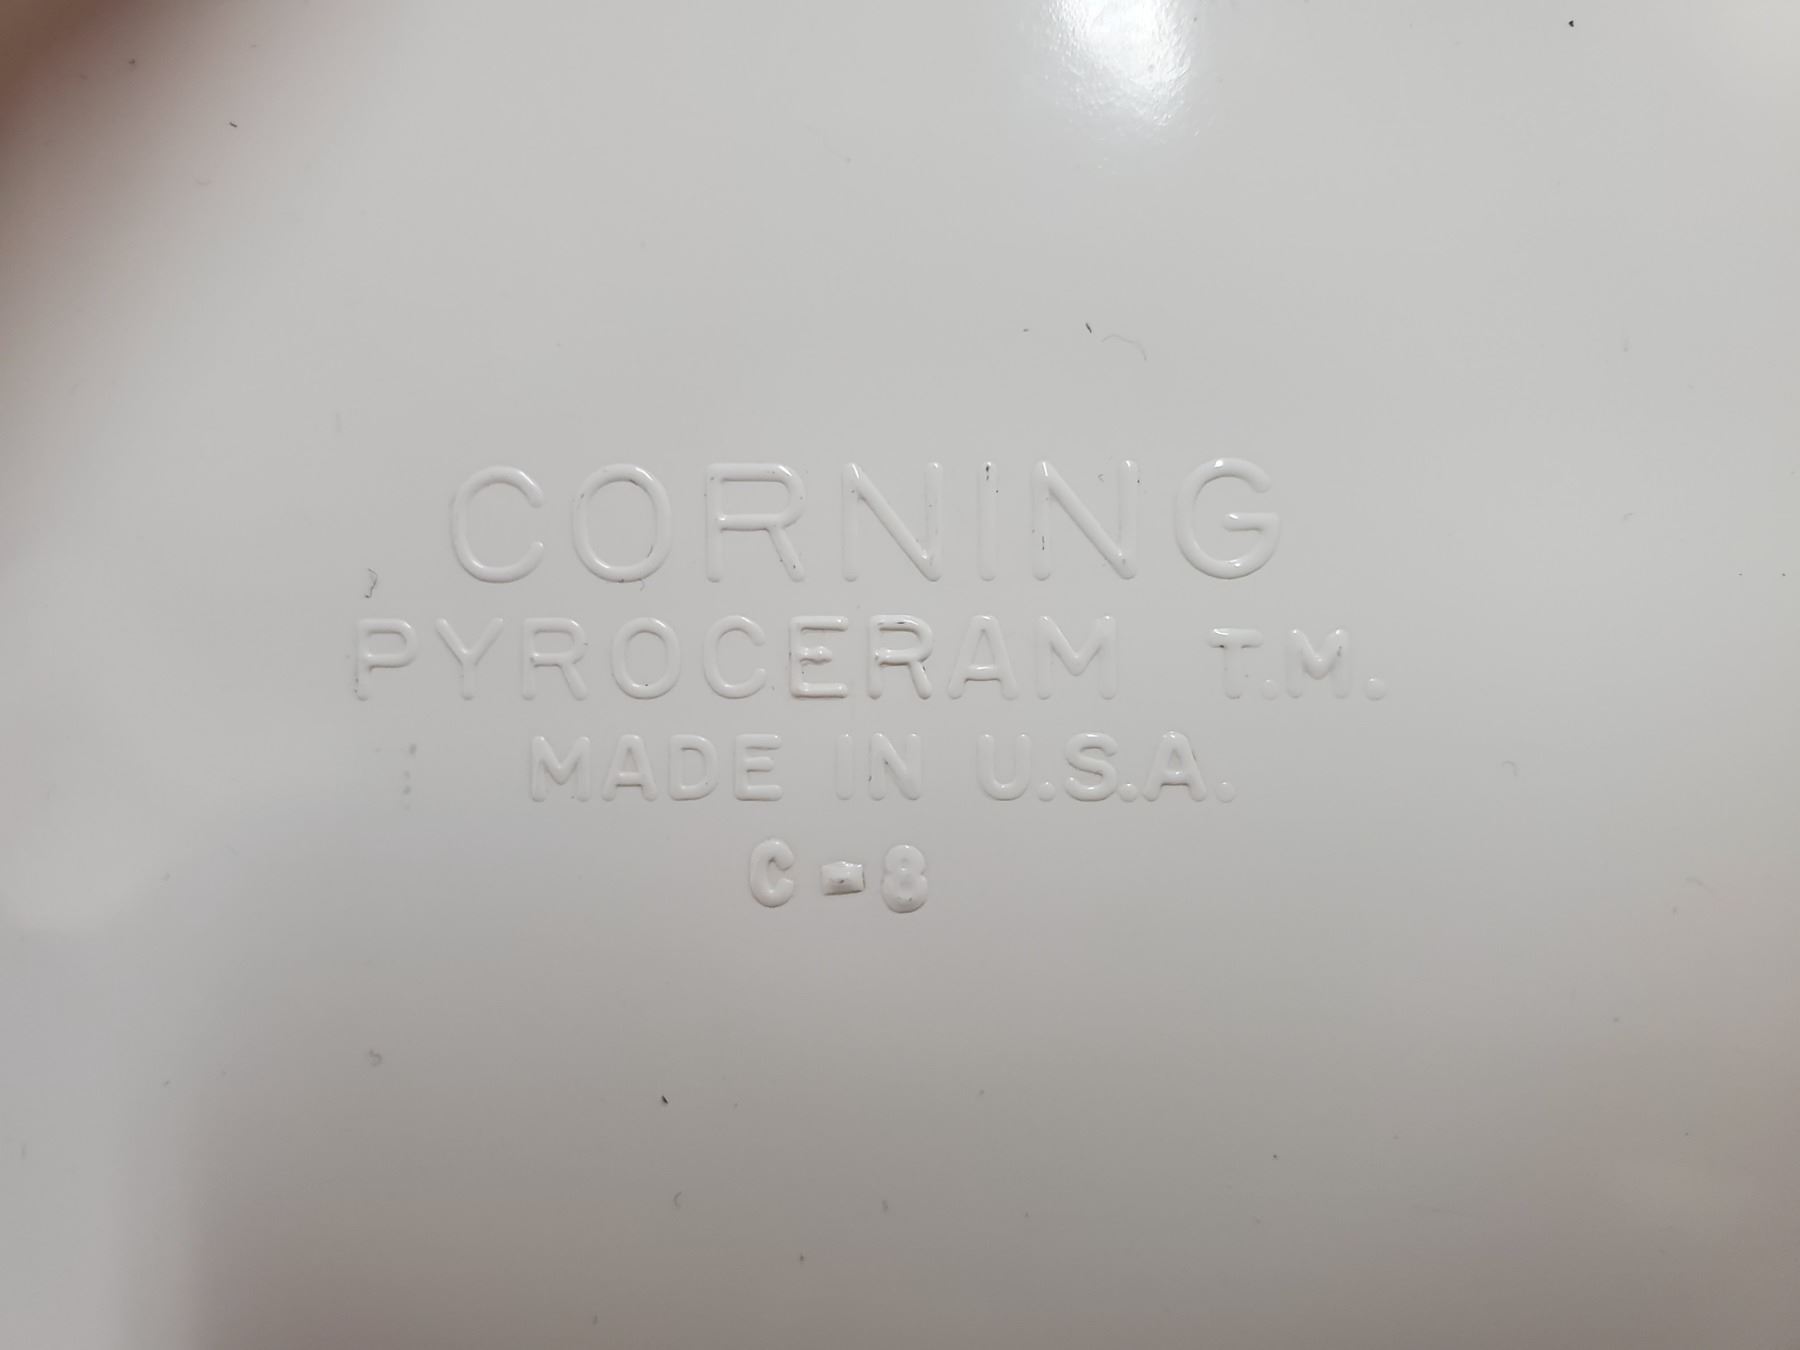 CORNING
PYROCERAM T.M.
MADE IN U.S.A.
C-8